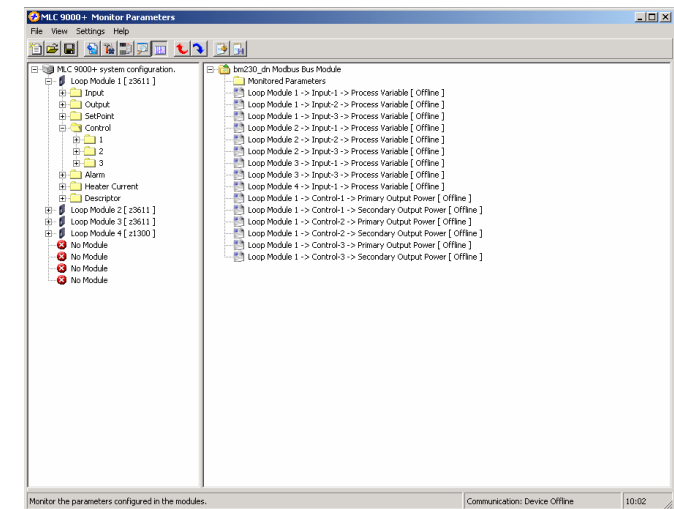 MLC 9000+ Monitor Parameters
File View Settings Help
MLC 9000+ system configuration.
Loop Module 1 [ z3611 ]
Input
Output
SetPoint
Control
1
2
3
Alarm
Heater Current
Descriptor
Loop Module 2 [ z3611 ]
Loop Module 3 [ z3611 ]
Loop Module 4 [ z1300 ]
No Module
No Module
No Module
No Module
bm230_dn Modbus Bus Module
Monitored Parameters
Loop Module 1 -> Input-1 -> Process Variable [ Offline ]
Loop Module 1 -> Input-2 -> Process Variable [ Offline ]
Loop Module 1 -> Input-3 -> Process Variable [ Offline ]
Loop Module 2 -> Input-1 -> Process Variable [ Offline ]
Loop Module 2 -> Input-2 -> Process Variable [ Offline ]
Loop Module 2 -> Input-3 -> Process Variable [ Offline ]
Loop Module 3 -> Input-1 -> Process Variable [ Offline ]
Loop Module 3 -> Input-3 -> Process Variable [ Offline ]
Loop Module 4 -> Input-1 -> Process Variable [ Offline ]
Loop Module 1 -> Control-1 -> Primary Output Power [ Offline ]
Loop Module 1 -> Control-1 -> Secondary Output Power [ Offline ]
Loop Module 1 -> Control-2 -> Primary Output Power [ Offline ]
Loop Module 1 -> Control-2 -> Secondary Output Power [ Offline ]
Loop Module 1 -> Control-3 -> Primary Output Power [ Offline ]
Loop Module 1 -> Control-3 -> Secondary Output Power [ Offline ]
Monitor the parameters configured in the modules.
Communication: Device Offline
10:02